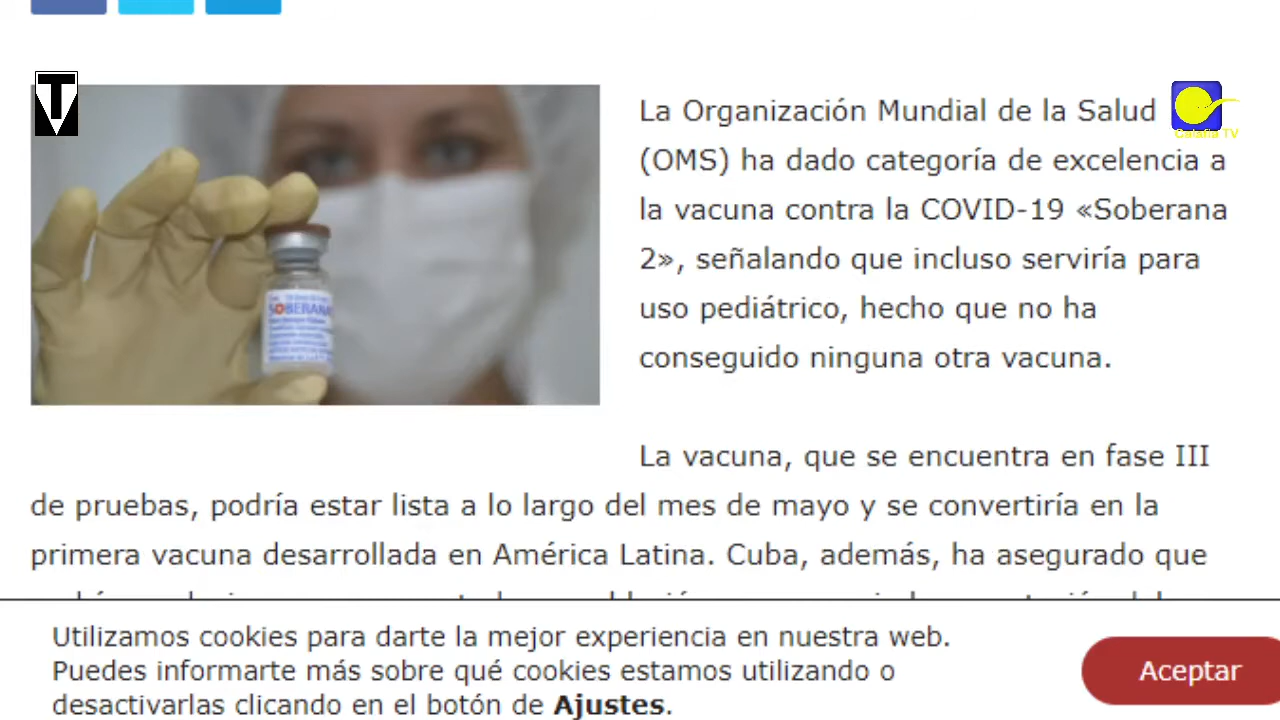 T
Calafia TV
La Organización Mundial de la Salud
(OMS) ha dado categoría de excelencia a
la vacuna contra la COVID-19 «Soberana
2», señalando que incluso serviría para
uso pediátrico, hecho que no ha
conseguido ninguna otra vacuna.
SOBERANA
La vacuna, que se encuentra en fase III
de pruebas, podría estar lista a lo largo del mes de mayo y se convertiría en la
primera vacuna desarrollada en América Latina. Cuba, además, ha asegurado que
Utilizamos cookies para darte la mejor experiencia en nuestra web.
Puedes informarte más sobre qué cookies estamos utilizando o
desactivarlas clicando en el botón de Ajustes.
Aceptar